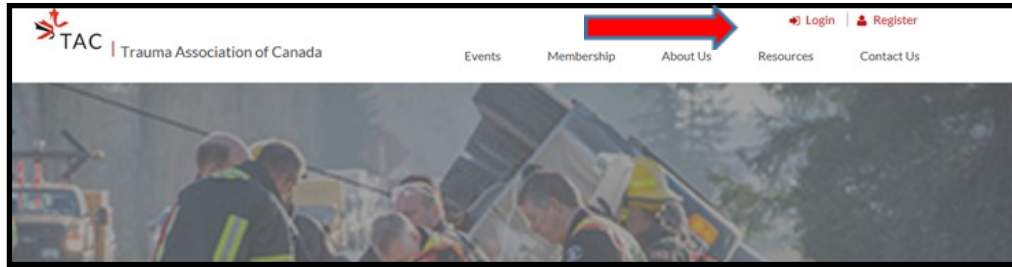 Login Register
TAC Trauma Association of Canada
Events Membership About Us Resources Contact Us